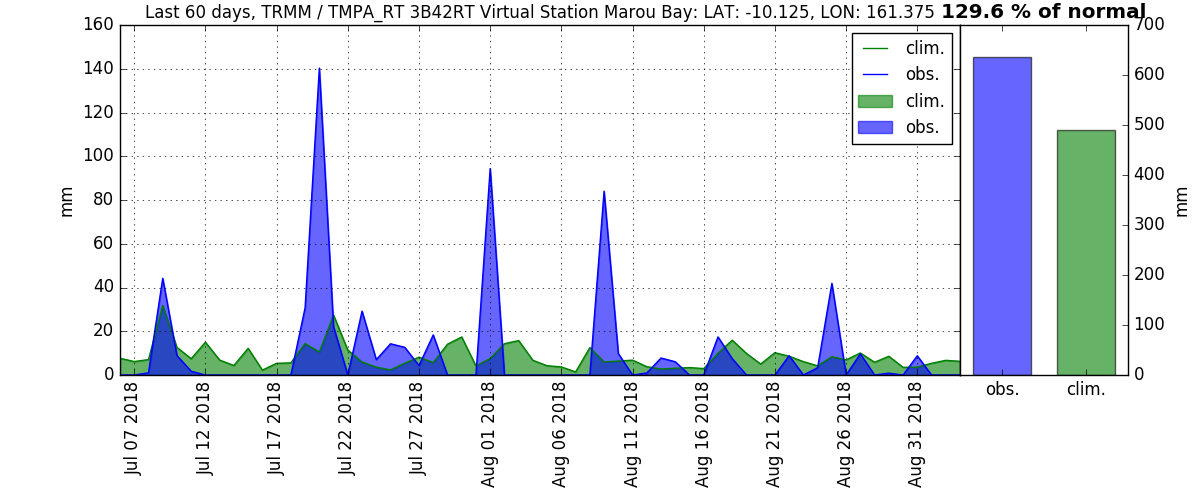 Last 60 days, TRMM / TMPA_RT 3B42RT Virtual Station Marou Bay: LAT: -10.125, LON: 161.375 129.6 % of normal
160
140
120
100
80
60
40
20
0
mm
clim.
obs.
clim.
obs.
Jul 07 2018
Jul 12 2018
Jul 17 2018
Jul 22 2018
Jul 27 2018
Aug 01 2018
Aug 06 2018
Aug 11 2018
Aug 16 2018
Aug 21 2018
Aug 26 2018
Aug 31 2018
700
600
500
400
300
200
100
0
mm
obs.
clim.